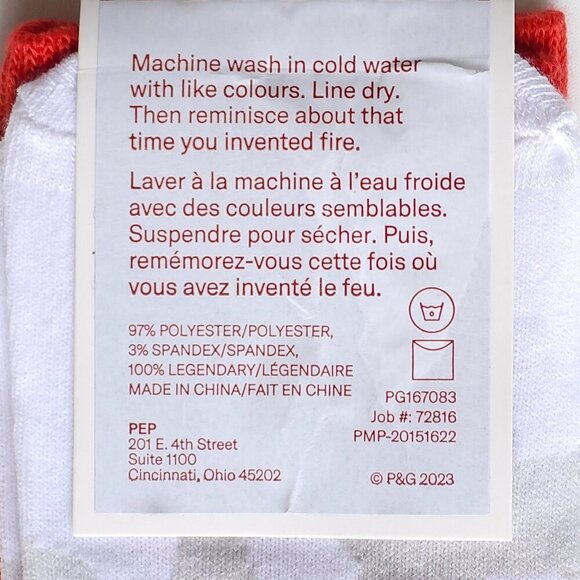 Machine wash in cold water
with like colours. Line dry.
Then reminisce about that
time you invented fire.
Laver à la machine à l'eau froide
avec des couleurs semblables.
Suspendre pour sécher. Puis,
remémorez-vous cette fois où
vous avez inventé le feu.
97% POLYESTER/POLYESTER,
3% SPANDEX/SPANDEX,
100% LEGENDARY/LÉGENDAIRE
MADE IN CHINA/FAIT EN CHINE
PEP
201 E. 4th Street
Suite 1100
Cincinnati, Ohio 45202
PG167083
Job #: 72816
PMP-20151622
© P&G 2023